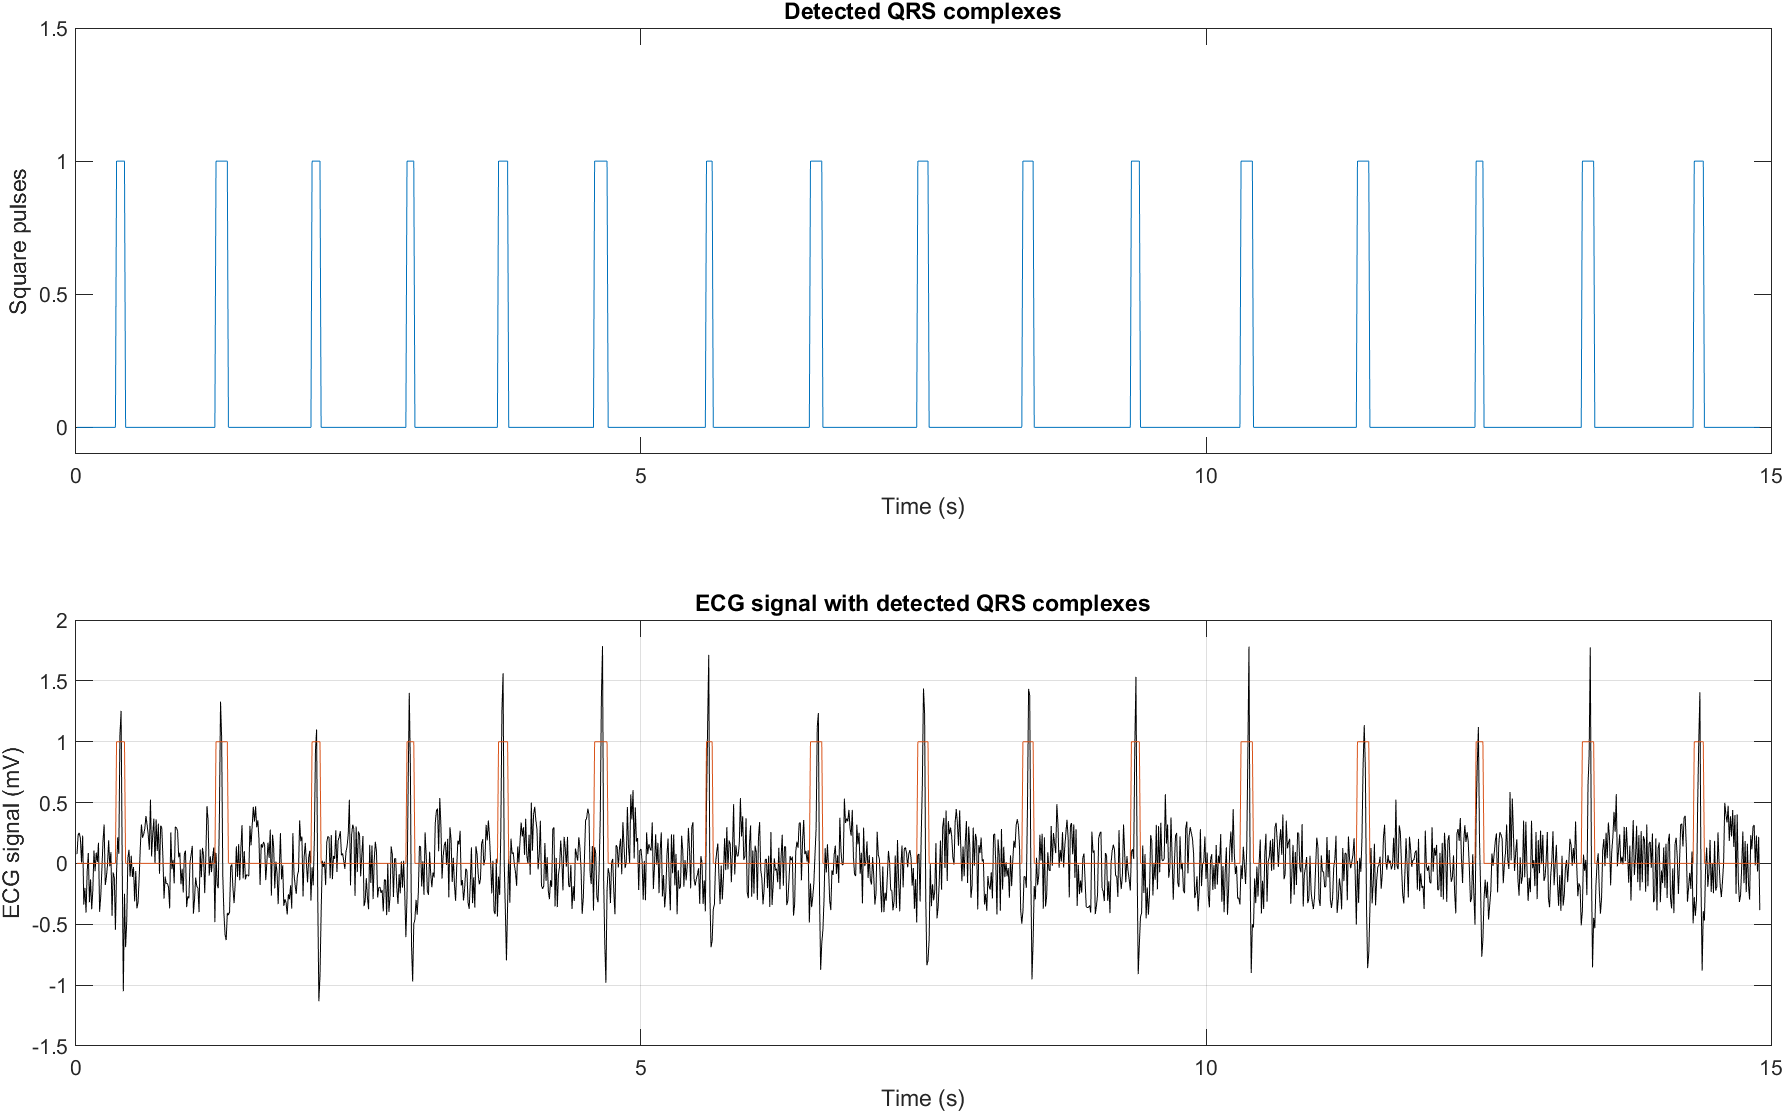 Detected QRS complexes
1.5
1
0.5
0
Square pulses
0 5 10 15
Time (s)
ECG signal with detected QRS complexes
2
1.5
1
0.5
0
-0.5
-1
-1.5
ECG signal (mV)
0 5 10 15
Time (s)